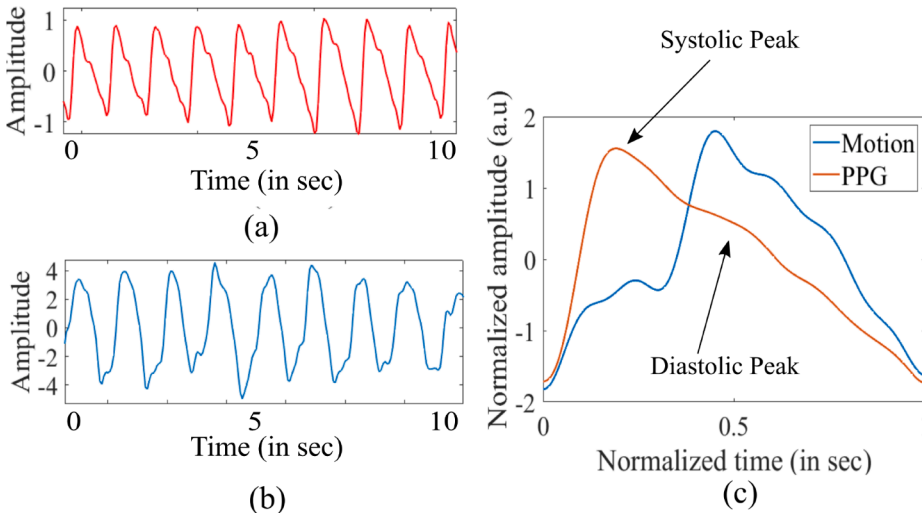 Amplitude
1
0
-1
0
5
10
Time (in sec)
(a)
Amplitude
4
2
0
-2
-4
0
5
10
Time (in sec)
(b)
Systolic Peak
Normalized amplitude (a.u)
2
1
0
-1
-2
Motion
PPG
Diastolic Peak
0
0.5
Normalized time (in sec)
(c)